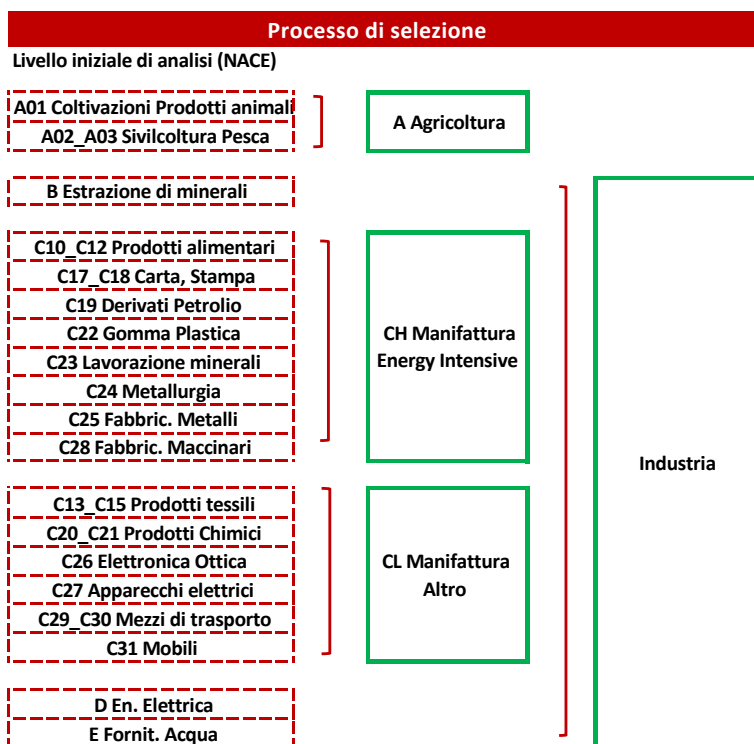 Processo di selezione
Livello iniziale di analisi (NACE)
A01 Coltivazioni Prodotti animali
A02_A03 Sivilcoltura Pesca
A Agricoltura
B Estrazione di minerali
C10_C12 Prodotti alimentari
C17_C18 Carta, Stampa
C19 Derivati Petrolio
C22 Gomma Plastica
C23 Lavorazione minerali
C24 Metallurgia
C25 Fabbric. Metalli
C28 Fabbric. Maccinari
CH Manifattura
Energy Intensive
C13_C15 Prodotti tessili
C20_C21 Prodotti Chimici
C26 Elettronica Ottica
C27 Apparecchi elettrici
C29_C30 Mezzi di trasporto
C31 Mobili
CL Manifattura
Altro
D En. Elettrica
E Fornit. Acqua
Industria